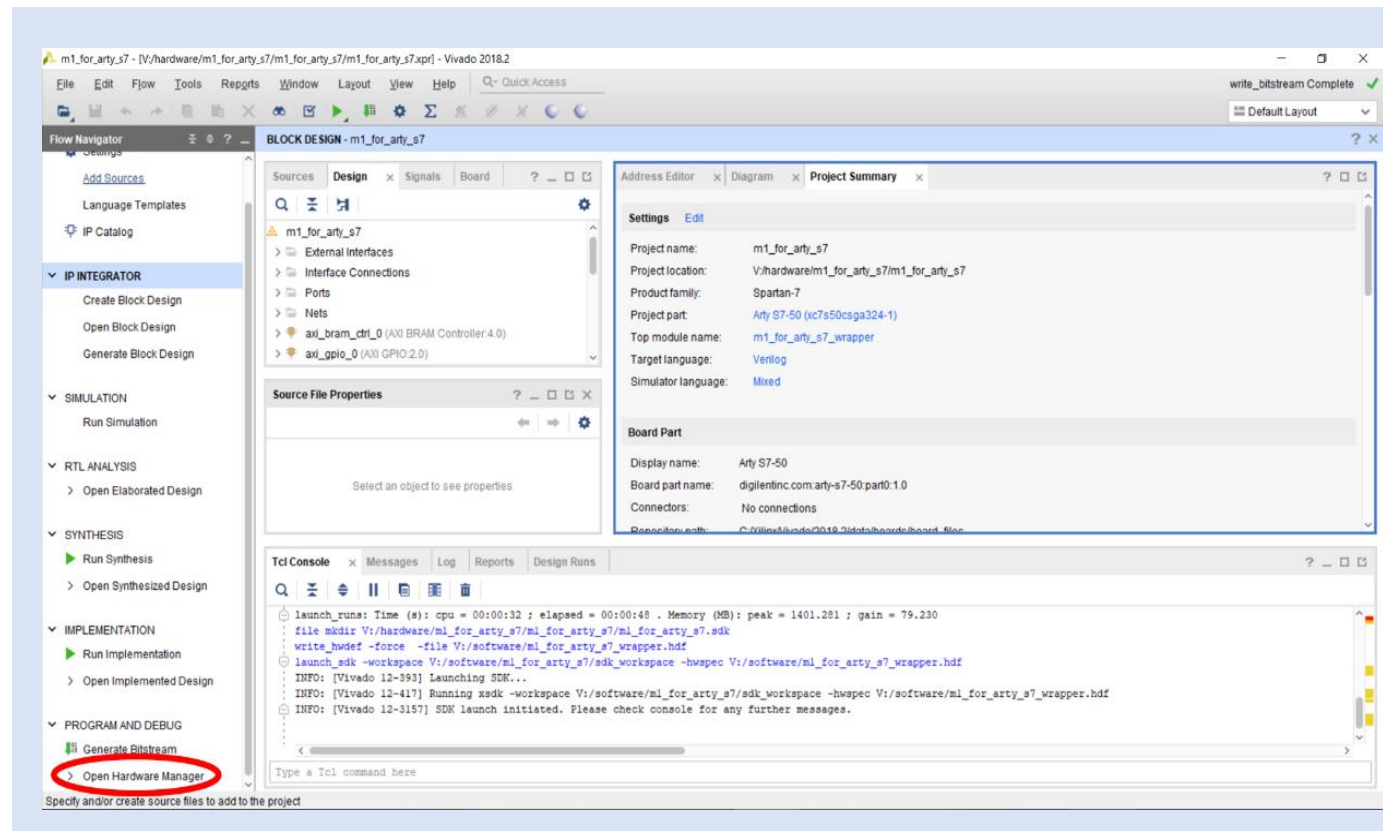 m1_for_arty_s7 - [V:/hardware/m1_for_arty_s7/m1_for_arty_s7/m1_for_arty_s7.xpr] - Vivado 2018.2
File Edit Flow Tools Reports Window Layout View Help Quick Access
write_bitstream Complete
Default Layout
Flow Navigator
Settings
Add Sources
Language Templates
IP Catalog
IP INTEGRATOR
Create Block Design
Open Block Design
Generate Block Design
SIMULATION
Run Simulation
RTL ANALYSIS
Open Elaborated Design
SYNTHESIS
Run Synthesis
Open Synthesized Design
IMPLEMENTATION
Run Implementation
Open Implemented Design
PROGRAM AND DEBUG
Generate Bitstream
Open Hardware Manager
BLOCK DESIGN - m1_for_arty_s7
Sources Design Signals Board
m1_for_arty_s7
External Interfaces
Interface Connections
Ports
Nets
axi_bram_ctrl_0 (AXI BRAM Controller:4.0)
axi_gpio_0 (AXI GPIO:2.0)
Source File Properties
Select an object to see properties
Address Editor Diagram Project Summary
Settings Edit
Project name: m1_for_arty_s7
Project location: V:/hardware/m1_for_arty_s7/m1_for_arty_s7
Product family: Spartan-7
Project part: Arty S7-50 (xc7s50csga324-1)
Top module name: m1_for_arty_s7_wrapper
Target language: Verilog
Simulator language: Mixed
Board Part
Display name: Arty S7-50
Board part name: digilentinc.com:arty-s7-50:part0:1.0
Connectors: No connections
Repository path: C:/Xilinx/Vivado/2018.2/data/boards/board_files
Tcl Console Messages Log Reports Design Runs
launch_runs: Time (s): cpu = 00:00:32 ; elapsed = 00:00:48 . Memory (MB): peak = 1401.281 ; gain = 79.230
file mkdir V:/hardware/m1_for_arty_s7/m1_for_arty_s7/m1_for_arty_s7.sdk
write_hwdef -force -file V:/software/m1_for_arty_s7_wrapper.hdf
launch_sdk -workspace V:/software/m1_for_arty_s7/sdk_workspace -hwspec V:/software/m1_for_arty_s7_wrapper.hdf
INFO: [Vivado 12-393] Launching SDK...
INFO: [Vivado 12-417] Running xsdk -workspace V:/software/m1_for_arty_s7/sdk_workspace -hwspec V:/software/m1_for_arty_s7_wrapper.hdf
INFO: [Vivado 12-3157] SDK launch initiated. Please check console for any further messages.
Type a Tcl command here
Specify and/or create source files to add to the project